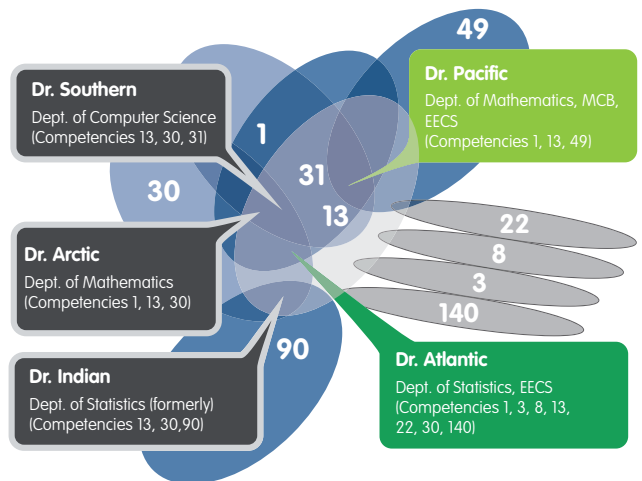 49
Dr. Southern
Dept. of Computer Science
(Competencies 13, 30, 31)
Dr. Pacific
Dept. of Mathematics, MCB,
EECS
(Competencies 1, 13, 49)
1
31
30
13
22
8
3
140
Dr. Arctic
Dept. of Mathematics
(Competencies 1, 13, 30)
90
Dr. Indian
Dept. of Statistics (formerly)
(Competencies 13, 30,90)
Dr. Atlantic
Dept. of Statistics, EECS
(Competencies 1, 3, 8, 13,
22, 30, 140)